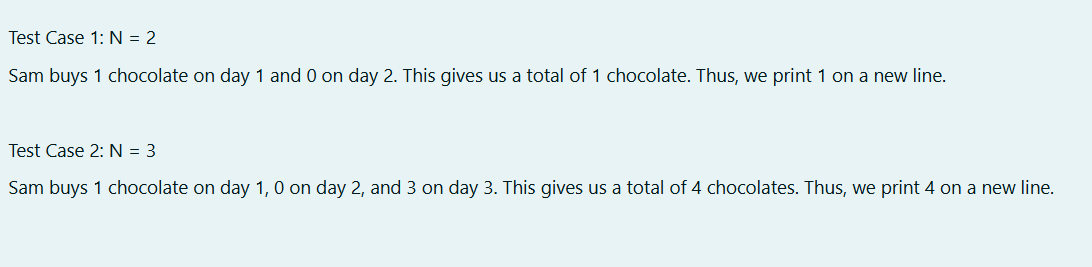 Test Case 1: N = 2
Sam buys 1 chocolate on day 1 and 0 on day 2. This gives us a total of 1 chocolate. Thus, we print 1 on a new line.
Test Case 2: N = 3
Sam buys 1 chocolate on day 1, 0 on day 2, and 3 on day 3. This gives us a total of 4 chocolates. Thus, we print 4 on a new line.